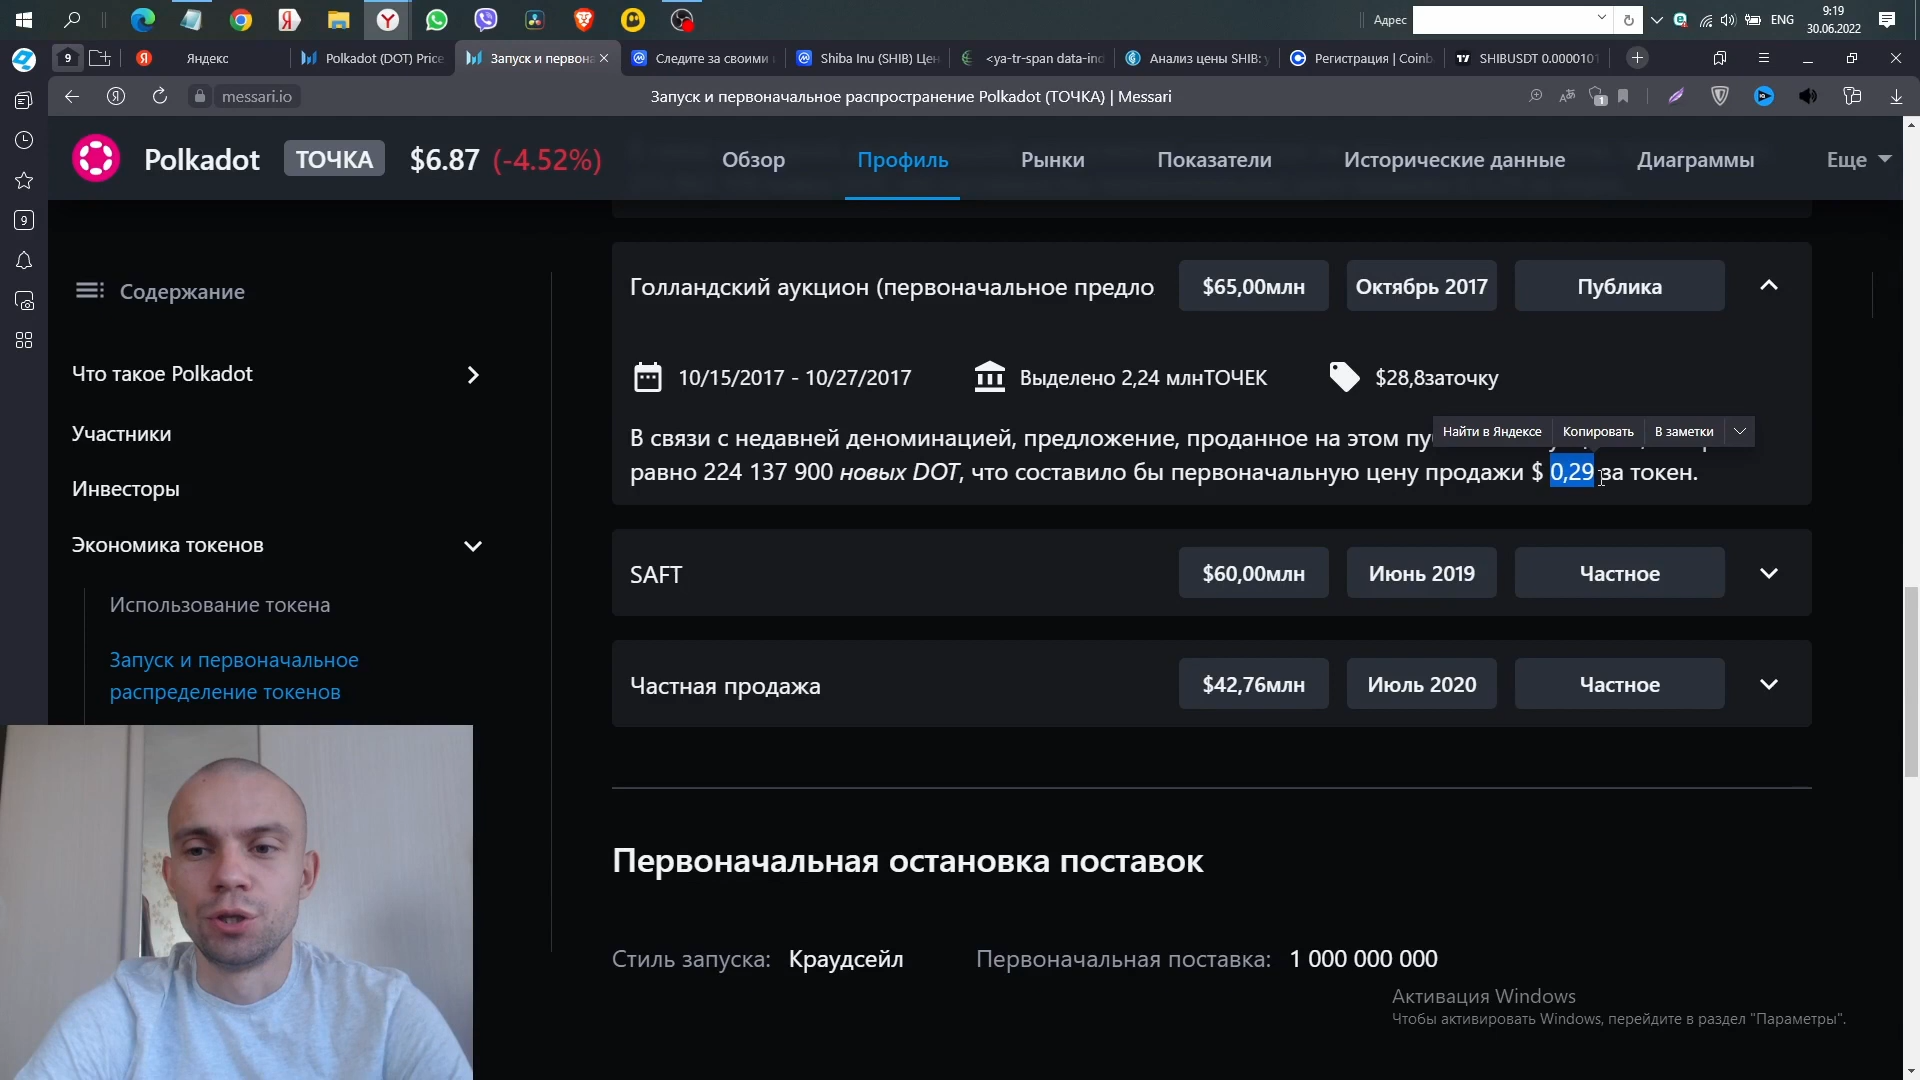 Адрес
ENG
9:19
30.06.2022
9
Яндекс
Polkadot (DOT) Price
Запуск и первона
Следите за своими
Shiba Inu (SHIB) Цен
<ya-tr-span data-ind
Анализ цены SHIB:
Регистрация | Coinb
SHIBUSDT 0.0000101
messari.io
Запуск и первоначальное распространение Polkadot (ТОЧКА) | Messari
1
Polkadot
ТОЧКА
$6.87 (-4.52%)
Обзор
Профиль
Рынки
Показатели
Исторические данные
Диаграммы
Еще
9
Содержание
Что такое Polkadot
Участники
Инвесторы
Экономика токенов
Использование токена
Запуск и первоначальное
распределение токенов
Голландский аукцион (первоначальное предло
$65,00млн
Октябрь 2017
Публика
10/15/2017 - 10/27/2017
Выделено 2,24 млнТОЧЕК
$28,8заточку
Найти в Яндексе
Копировать
В заметки
В связи с недавней деноминацией, предложение, проданное на этом пу
равно 224 137 900 новых DOT, что составило бы первоначальную цену продажи $ 0,29 за токен.
SAFT
$60,00млн
Июнь 2019
Частное
Частная продажа
$42,76млн
Июль 2020
Частное
Первоначальная остановка поставок
Стиль запуска: Краудсейл
Первоначальная поставка: 1 000 000 000
Активация Windows
Чтобы активировать Windows, перейдите в раздел "Параметры".